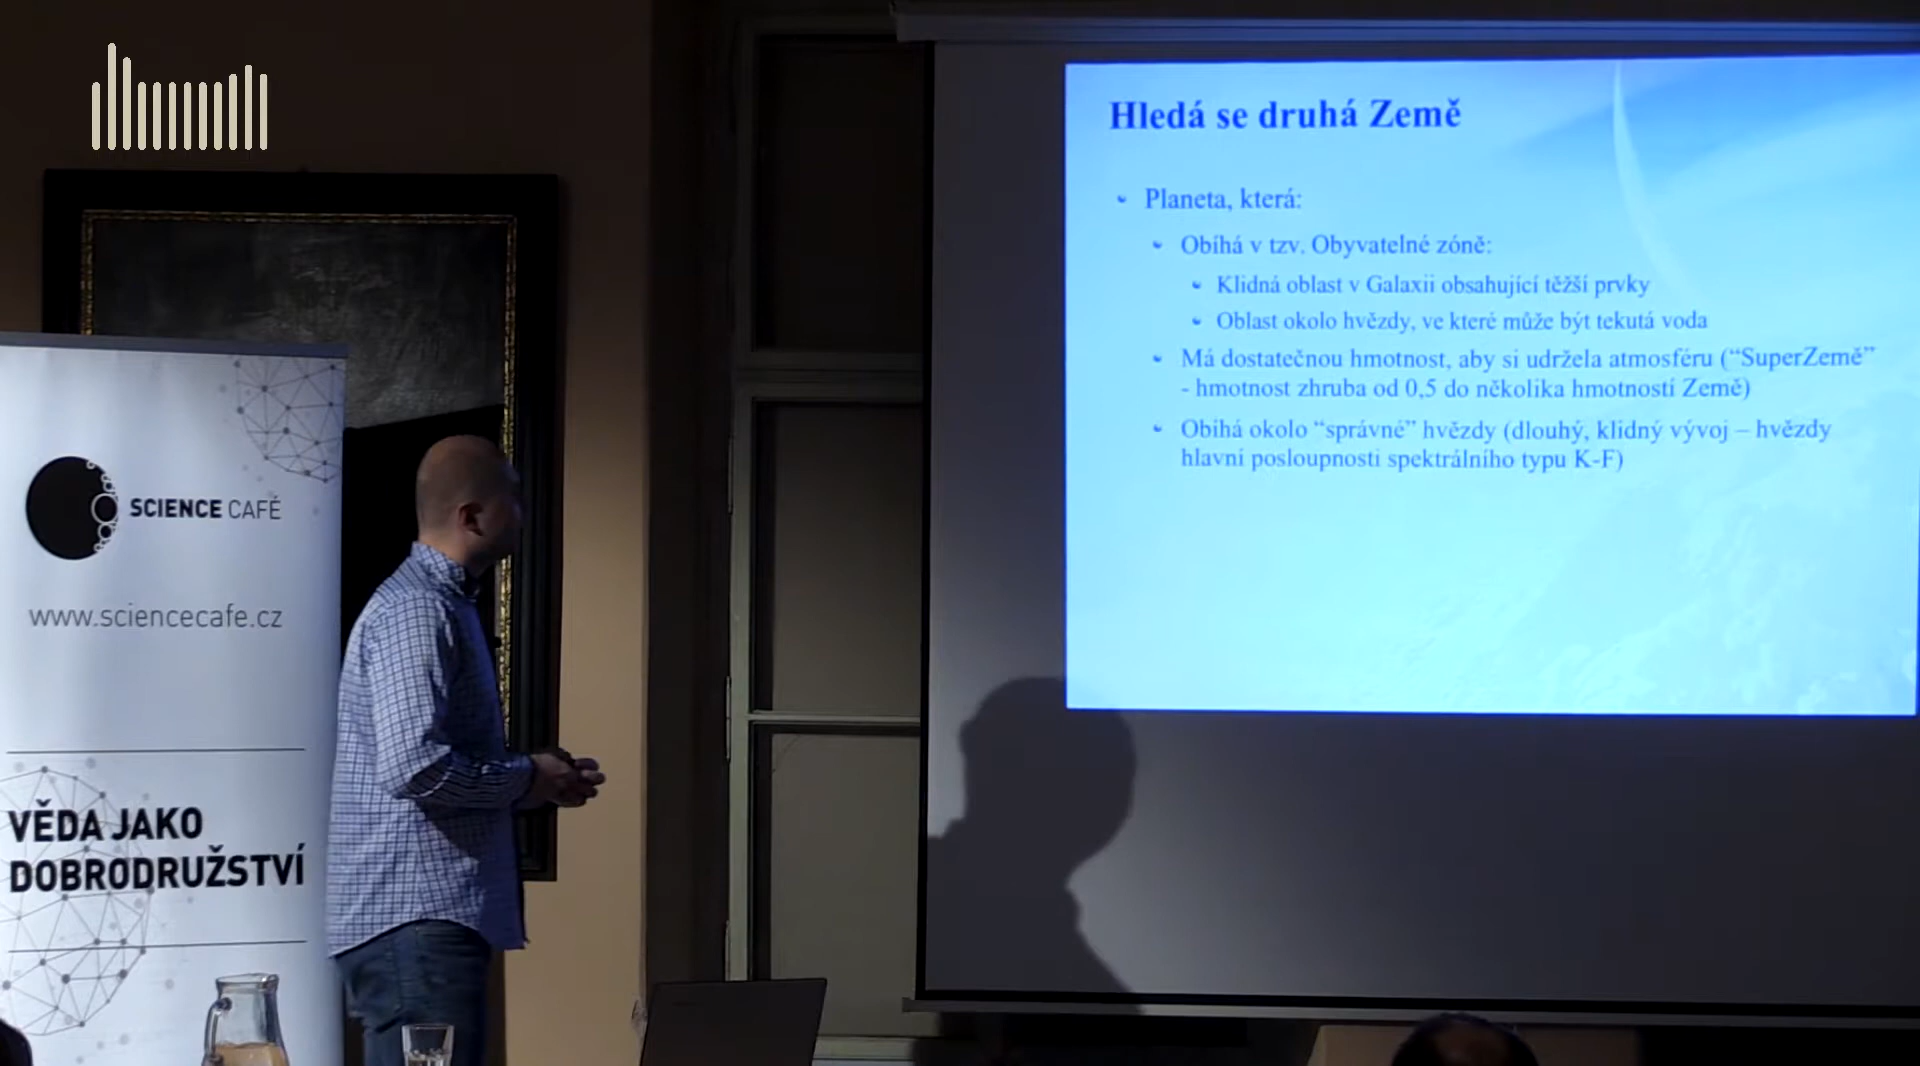 SCIENCE CAFÉ
www.sciencecafe.cz
VĚDA JAKO
DOBRODRUŽSTVÍ
Hledá se druhá Země
Planeta, která:
Obíhá v tzv. Obyvatelné zóně:
Klidná oblast v Galaxii obsahující těžší prvky
Oblast okolo hvězdy, ve které může být tekutá voda
Má dostatečnou hmotnost, aby si udržela atmosféru (“SuperZemě”
- hmotnost zhruba od 0,5 do několika hmotností Země)
Obíhá okolo “správné” hvězdy (dlouhý, klidný vývoj – hvězdy
hlavní posloupnosti spektrálního typu K-F)